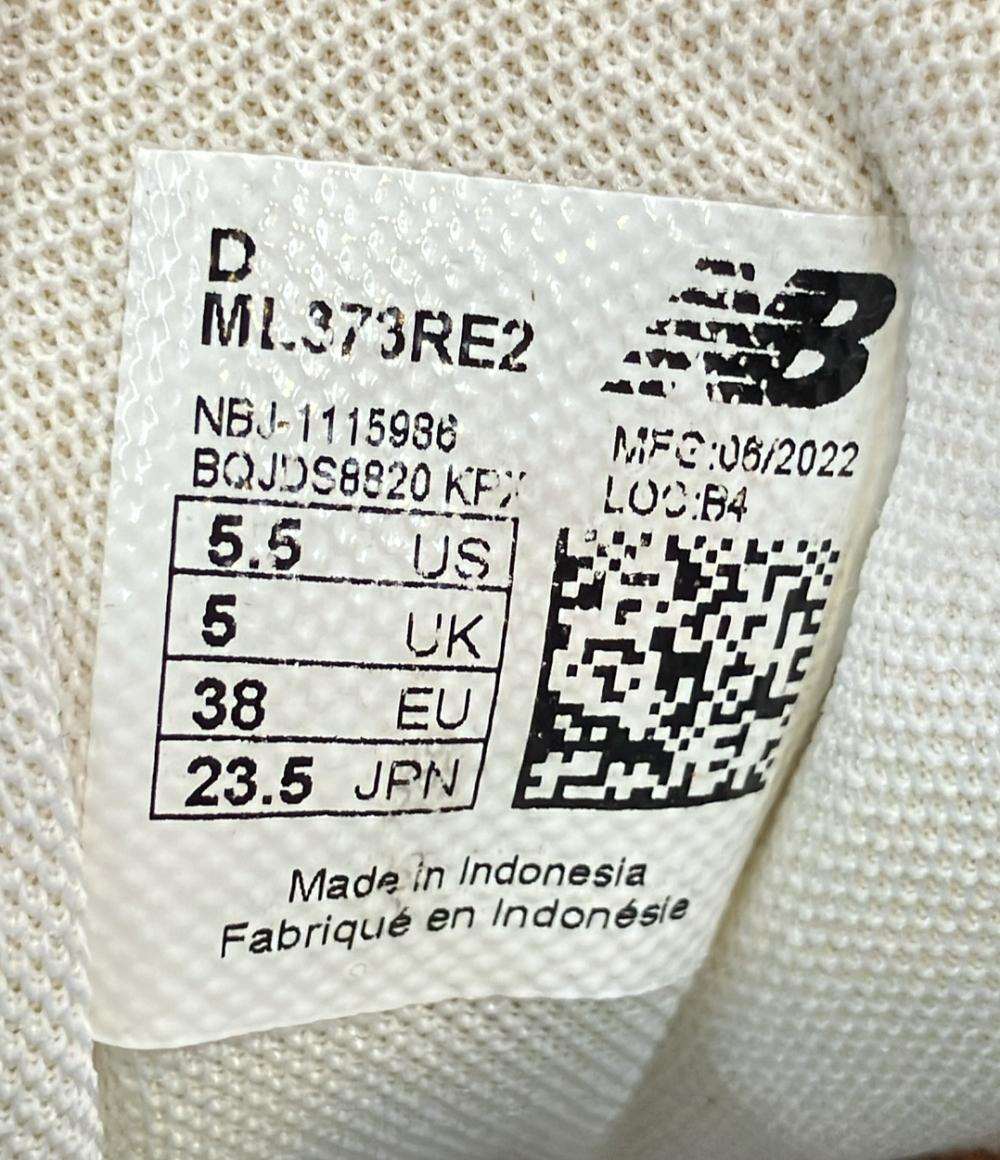 D
ML373RE2
NB
NBJ-1115986
BQJDS8820 KPX
MFG:06/2022
LOC:B4
5.5 US
5 UK
38 EU
23.5 JPN
Made in Indonesia
Fabriqué en Indonésie